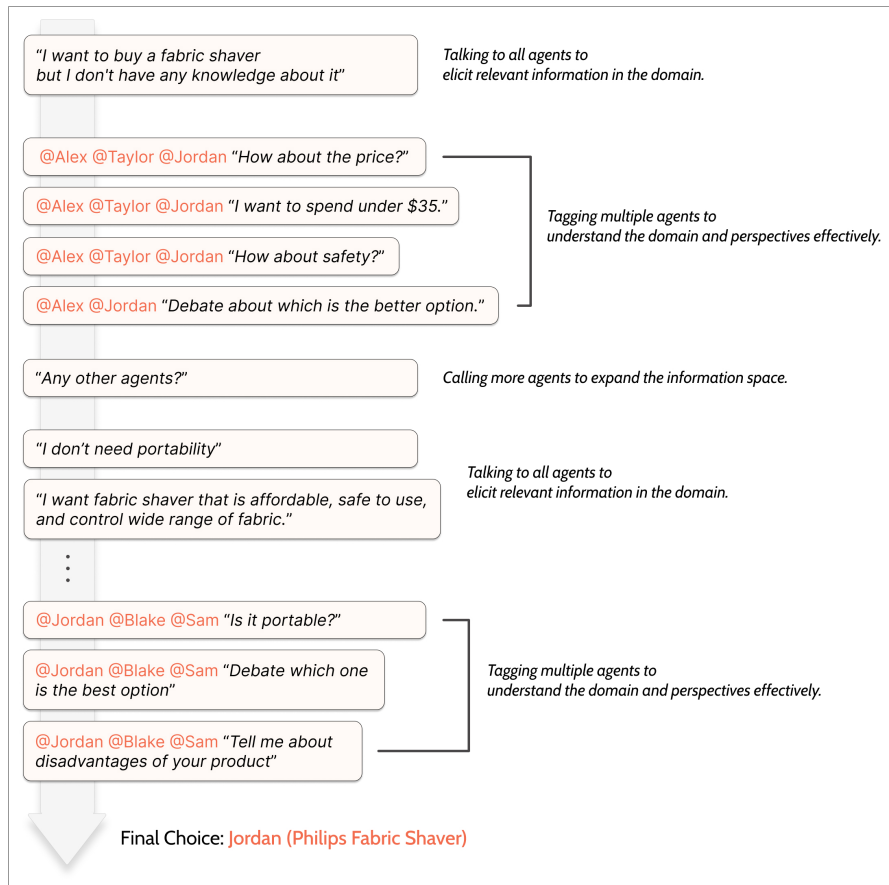 “I want to buy a fabric shaver
but I don't have any knowledge about it”
Talking to all agents to
elicit relevant information in the domain.
@Alex @Taylor @Jordan “How about the price?”
@Alex @Taylor @Jordan “I want to spend under $35.”
@Alex @Taylor @Jordan “How about safety?”
@Alex @Jordan “Debate about which is the better option.”
Tagging multiple agents to
understand the domain and perspectives effectively.
“Any other agents?”
Calling more agents to expand the information space.
“I don’t need portability”
“I want fabric shaver that is affordable, safe to use,
and control wide range of fabric.”
Talking to all agents to
elicit relevant information in the domain.
@Jordan @Blake @Sam “Is it portable?”
@Jordan @Blake @Sam “Debate which one
is the best option”
@Jordan @Blake @Sam “Tell me about
disadvantages of your product”
Tagging multiple agents to
understand the domain and perspectives effectively.
Final Choice: Jordan (Philips Fabric Shaver)